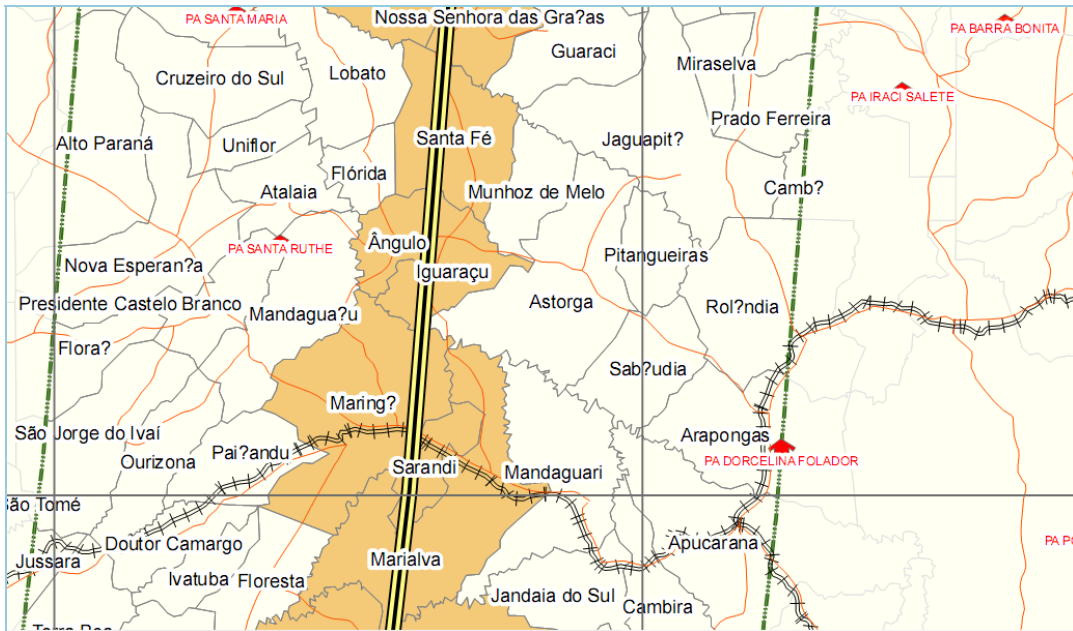 PA SANTA MARIA
Nossa Senhora das Gra?as
PA BARRA BONITA
Guaraci
Miraselva
Cruzeiro do Sul
Lobato
PA IRACI SALETE
Prado Ferreira
Santa Fé
Jaguapit?
Alto Paraná
Uniflor
Flórida
Atalaia
Munhoz de Melo
Camb?
PA SANTA RUTHE
Ângulo
Pitangueiras
Nova Esperan?a
Iguaraçu
Presidente Castelo Branco
Mandagua?u
Astorga
Rol?ndia
Flora?
Sab?udia
Maring?
São Jorge do Ivaí
Arapongas
Pai?andu
Ourizona
Sarandi
Mandaguari
PA DORCELINA FOLADOR
São Tomé
Doutor Camargo
Apucarana
PA PO
Jussara
Marialva
Ivatuba
Floresta
Jandaia do Sul
Cambira